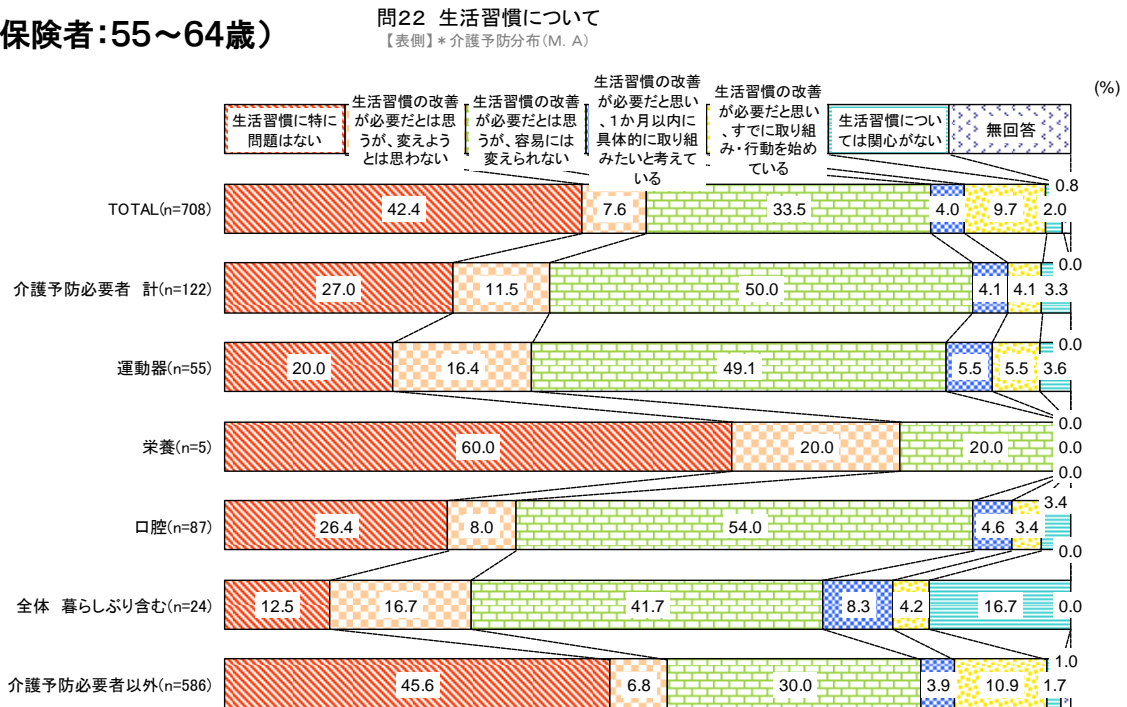 保険者：55～64歳）
問22 生活習慣について
【表側】*介護予防分布(M. A)
(%)
生活習慣に特に
問題はない
生活習慣の改善
が必要だとは思
うが、変えよう
とは思わない
生活習慣の改善
が必要だとは思
うが、容易には
変えられない
生活習慣の改善
が必要だと思い
、1か月以内に
具体的に取り組
みたいと考えて
いる
生活習慣の改善
が必要だと思い
、すでに取り組
み・行動を始め
ている
生活習慣につい
ては関心がない
無回答
TOTAL(n=708)
42.4
7.6
33.5
4.0
9.7
2.0
0.8
介護予防必要者 計(n=122)
27.0
11.5
50.0
4.1
4.1
3.3
0.0
運動器(n=55)
20.0
16.4
49.1
5.5
5.5
3.6
0.0
栄養(n=5)
60.0
20.0
20.0
0.0
0.0
0.0
口腔(n=87)
26.4
8.0
54.0
4.6
3.4
3.4
0.0
全体 暮らしぶり含む(n=24)
12.5
16.7
41.7
8.3
4.2
16.7
0.0
介護予防必要者以外(n=586)
45.6
6.8
30.0
3.9
10.9
1.7
1.0